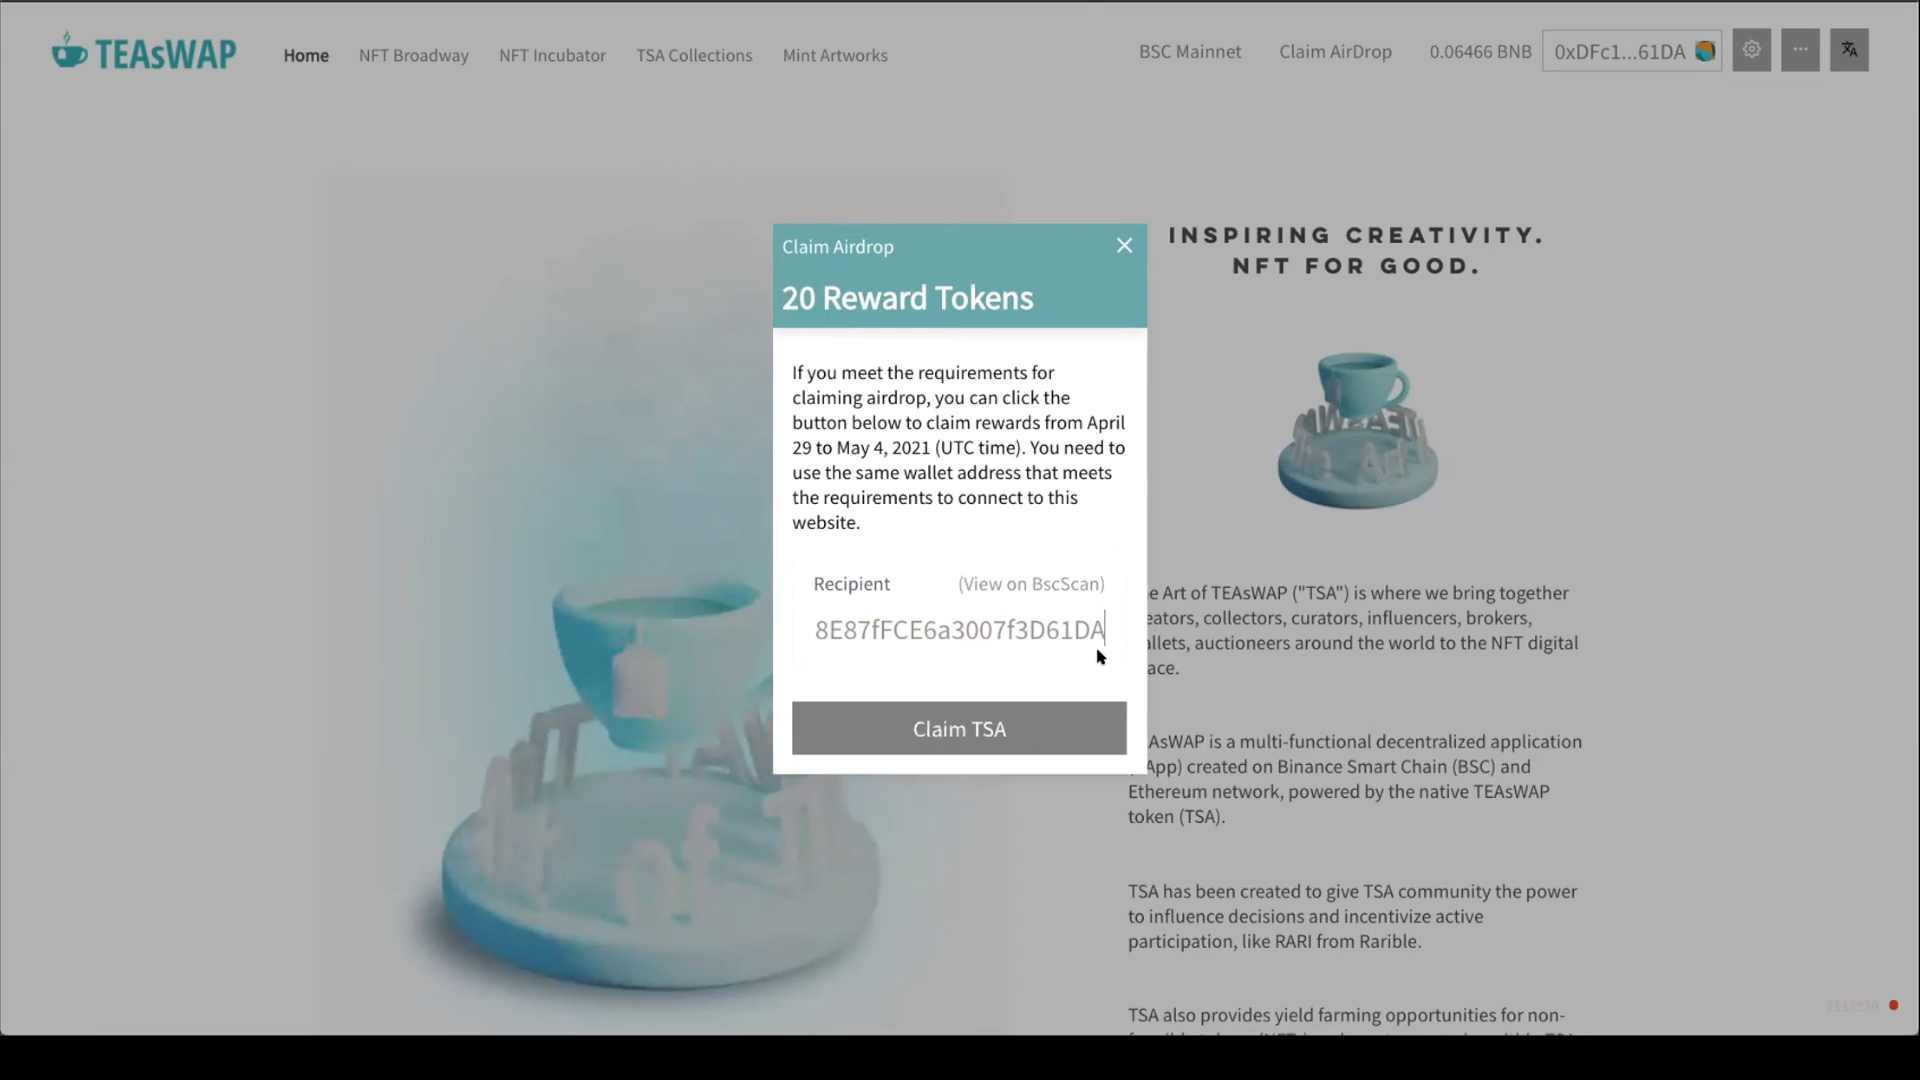 TEAsWAP
Home NFT Broadway NFT Incubator TSA Collections Mint Artworks
BSC Mainnet Claim AirDrop 0.06466 BNB 0xDFc1...61DA
Claim Airdrop
20 Reward Tokens
If you meet the requirements for
claiming airdrop, you can click the
button below to claim rewards from April
29 to May 4, 2021 (UTC time). You need to
use the same wallet address that meets
the requirements to connect to this
website.
Recipient (View on BscScan)
8E87fFCE6a3007f3D61DA
Claim TSA
INSPIRING CREATIVITY.
NFT FOR GOOD.
Art of TEAsWAP ("TSA") is where we bring together
collectors, curators, influencers, brokers,
auctioneers around the world to the NFT digital
AsWAP is a multi-functional decentralized application
App) created on Binance Smart Chain (BSC) and
Ethereum network, powered by the native TEAsWAP
token (TSA).
TSA has been created to give TSA community the power
to influence decisions and incentivize active
participation, like RARI from Rarible.
TSA also provides yield farming opportunities for non-